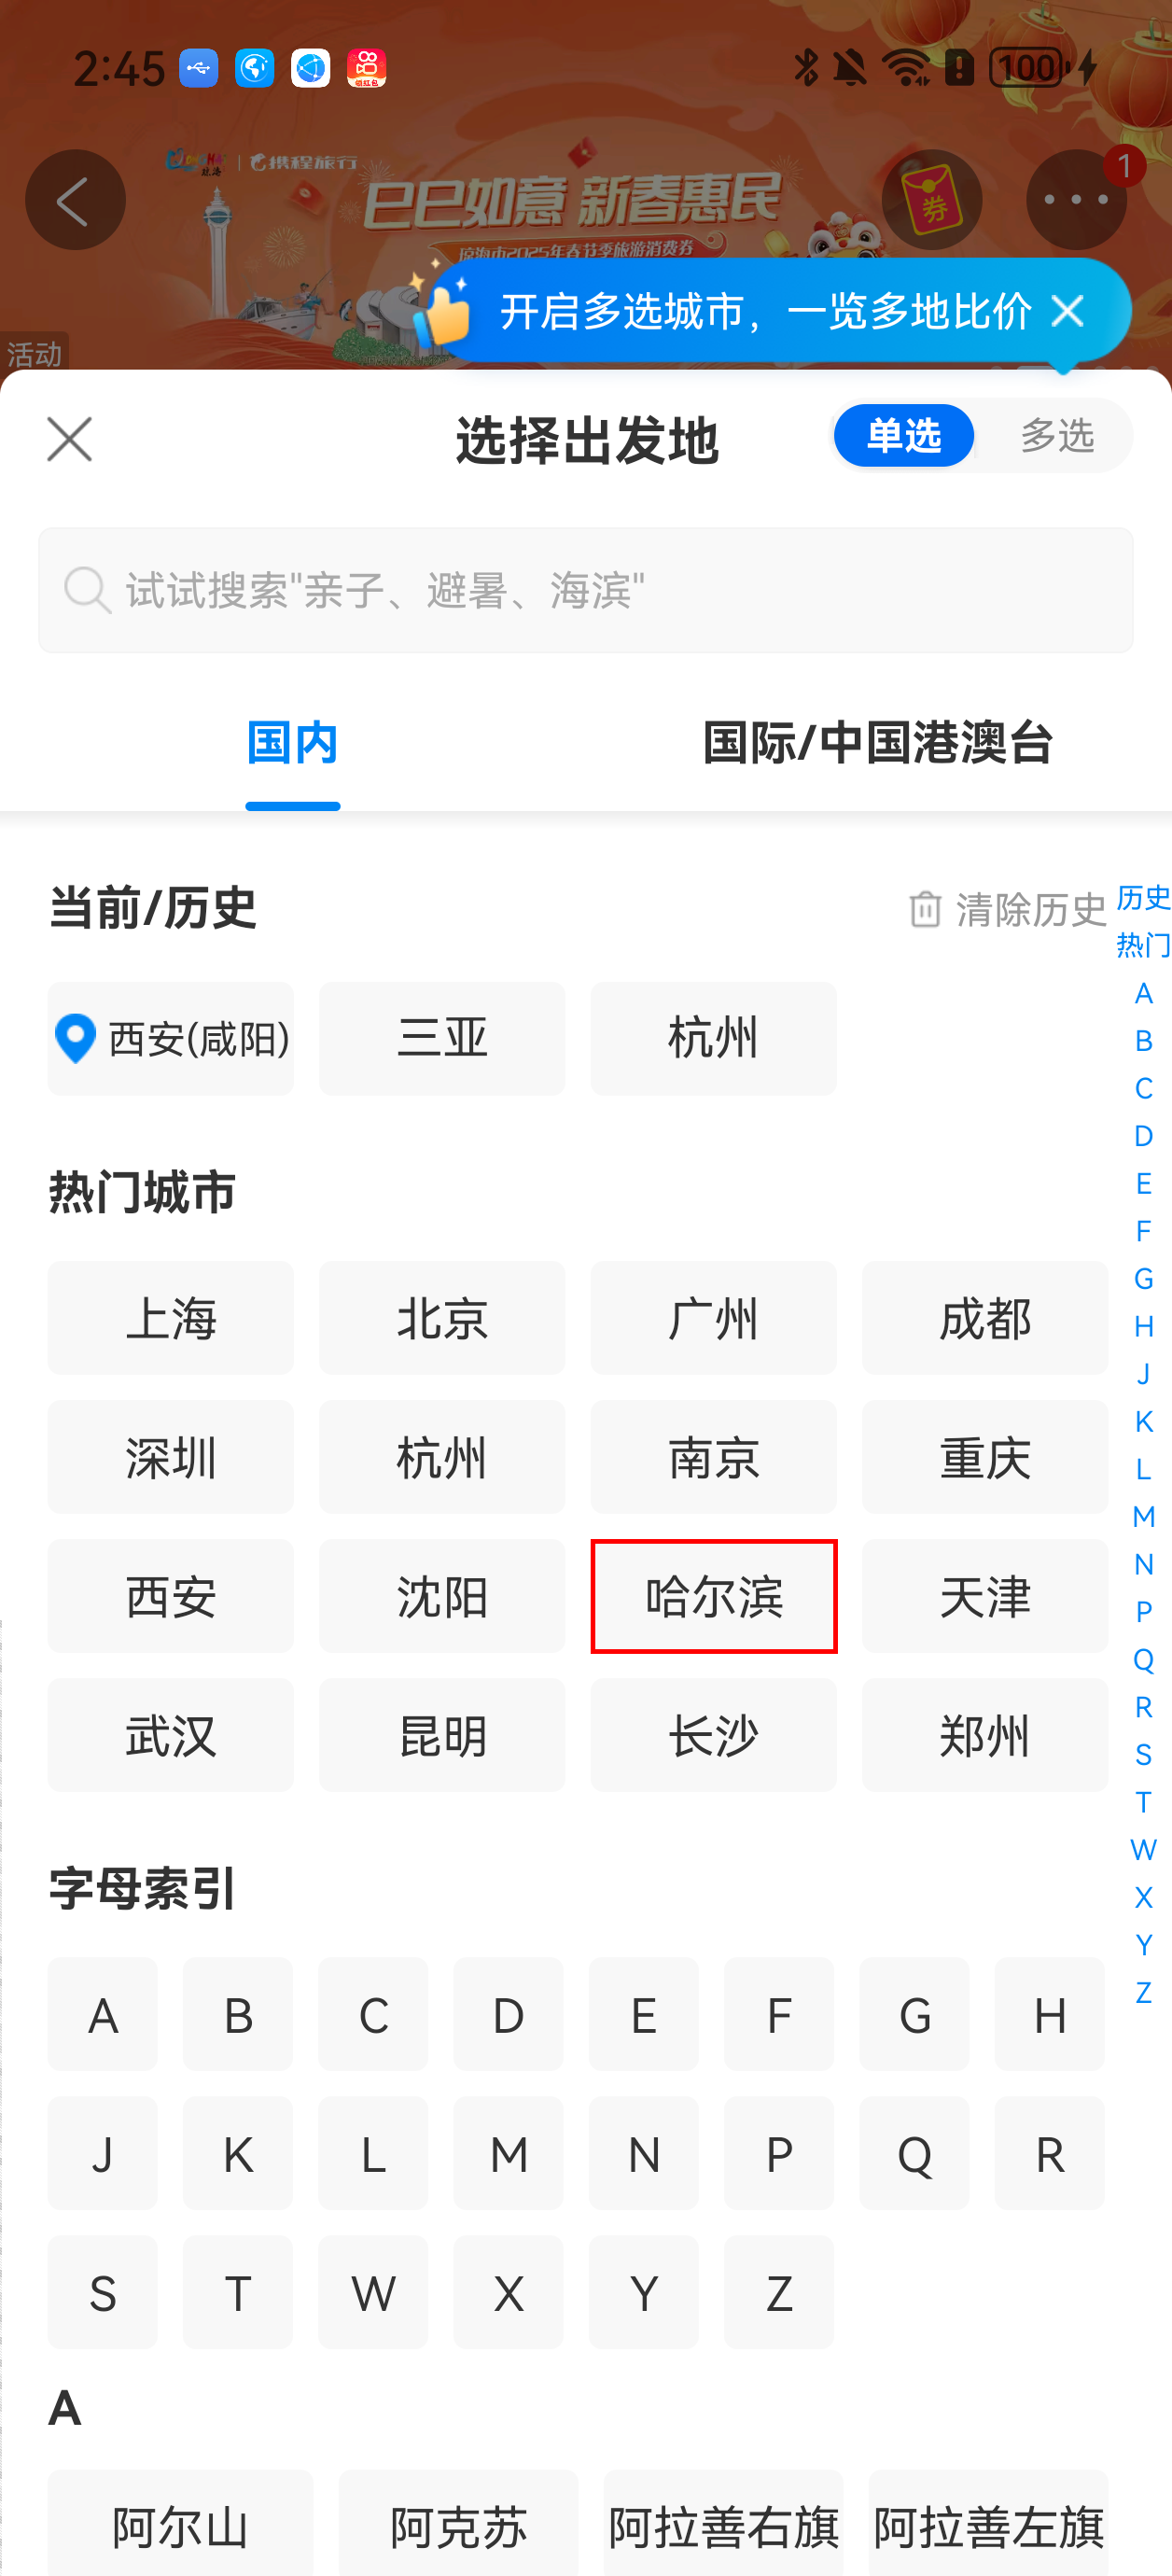 2:45
100
携程旅行
巳巳如意 新春惠民
琼海市2025年春节季旅游消费券
券
1
开启多选城市，一览多地比价
活动
选择出发地
单选 多选
试试搜索"亲子、避暑、海滨"
国内 国际/中国港澳台
当前/历史 清除历史
西安(咸阳) 三亚 杭州
热门城市
上海 北京 广州 成都
深圳 杭州 南京 重庆
西安 沈阳 哈尔滨 天津
武汉 昆明 长沙 郑州
字母索引
A B C D E F G H
J K L M N P Q R
S T W X Y Z
A
阿尔山 阿克苏 阿拉善右旗 阿拉善左旗
历史
热门
A
B
C
D
E
F
G
H
J
K
L
M
N
P
Q
R
S
T
W
X
Y
Z